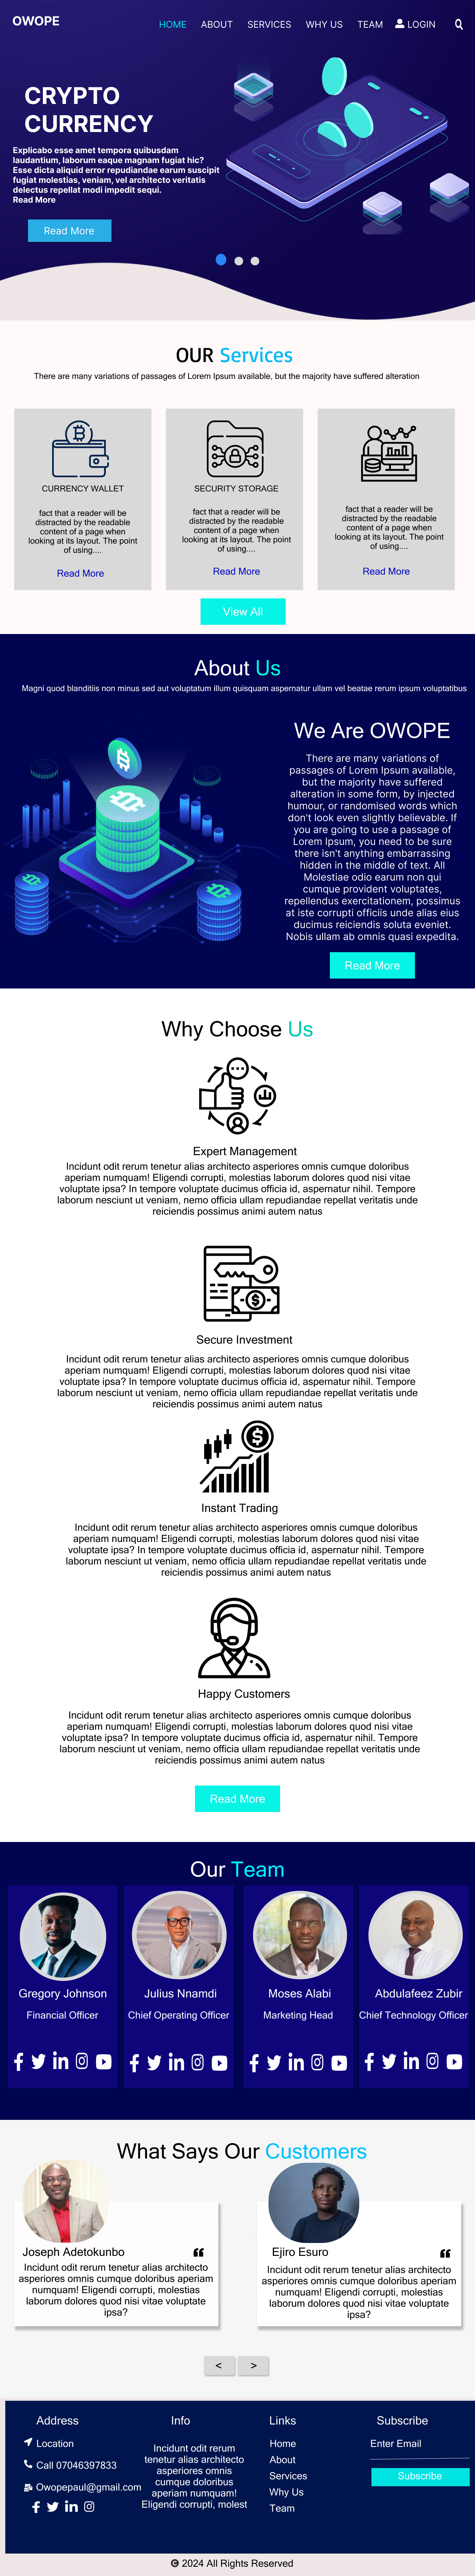 OWOPE
HOME ABOUT SERVICES WHY US TEAM LOGIN
CRYPTO
CURRENCY
Explicabo esse amet tempora quibusdam
laudantium, laborum eaque magnam fugiat hic?
Esse dicta aliquid error repudiandae earum suscipit
fugiat molestias, veniam, vel architecto veritatis
delectus repellat modi impedit sequi.
Read More
Read More
OUR Services
There are many variations of passages of Lorem Ipsum available, but the majority have suffered alteration
CURRENCY WALLET
fact that a reader will be
distracted by the readable
content of a page when
looking at its layout. The point
of using....
Read More
SECURITY STORAGE
fact that a reader will be
distracted by the readable
content of a page when
looking at its layout. The point
of using....
Read More
fact that a reader will be
distracted by the readable
content of a page when
looking at its layout. The point
of using....
Read More
View All
About Us
Magni quod blanditiis non minus sed aut voluptatum illum quisquam aspernatur ullam vel beatae rerum ipsum voluptatibus
We Are OWOPE
There are many variations of
passages of Lorem Ipsum available,
but the majority have suffred
alteration in some form, by injected
humour, or randomised words which
don't look even slightly believable. If
you are going to use a passage of
Lorem Ipsum, you need to be sure
there isn't anything embarrassing
hidden in the middle of text. All
Molestiae odio earum non qui
cumque provident voluptates,
repellendus exercitationem, possimus
at iste corrupti officiis unde alias eius
ducimus reiciendis soluta eveniet.
Nobis ullam ab omnis quasi expedita.
Read More
Why Choose Us
Expert Management
Incidunt odit rerum tenetur alias architecto asperiores omnis cumque doloribus
aperiam numquam! Eligendi corrupti, molestias laborum dolores quod nisi vitae
voluptate ipsa? In tempore voluptate ducimus officia id, aspernatur nihil. Tempore
laborum nesciunt ut veniam, nemo officia ullam repudiandae repellat veritatis unde
reiciendis possimus animi autem natus
Secure Investment
Incidunt odit rerum tenetur alias architecto asperiores omnis cumque doloribus
aperiam numquam! Eligendi corrupti, molestias laborum dolores quod nisi vitae
voluptate ipsa? In tempore voluptate ducimus officia id, aspernatur nihil. Tempore
laborum nesciunt ut veniam, nemo officia ullam repudiandae repellat veritatis unde
reiciendis possimus animi autem natus
Instant Trading
Incidunt odit rerum tenetur alias architecto asperiores omnis cumque doloribus
aperiam numquam! Eligendi corrupti, molestias laborum dolores quod nisi vitae
voluptate ipsa? In tempore voluptate ducimus officia id, aspernatur nihil. Tempore
laborum nesciunt ut veniam, nemo officia ullam repudiandae repellat veritatis unde
reiciendis possimus animi autem natus
Happy Customers
Incidunt odit rerum tenetur alias architecto asperiores omnis cumque doloribus
aperiam numquam! Eligendi corrupti, molestias laborum dolores quod nisi vitae
voluptate ipsa? In tempore voluptate ducimus officia id, aspernatur nihil. Tempore
laborum nesciunt ut veniam, nemo officia ullam repudiandae repellat veritatis unde
reiciendis possimus animi autem natus
Read More
Our Team
Gregory Johnson
Financial Officer
Julius Nnamdi
Chief Operating Officer
Moses Alabi
Marketing Head
Abdulafeez Zubir
Chief Technology Officer
What Says Our Customers
Joseph Adetokunbo
Incidunt odit rerum tenetur alias architecto
asperiores omnis cumque doloribus aperiam
numquam! Eligendi corrupti, molestias
laborum dolores quod nisi vitae voluptate
ipsa?
Ejiro Esuro
Incidunt odit rerum tenetur alias architecto
asperiores omnis cumque doloribus aperiam
numquam! Eligendi corrupti, molestias
laborum dolores quod nisi vitae voluptate
ipsa?
< >
Address
Location
Call 07046397833
Owopepaul@gmail.com
Info
Incidunt odit rerum
tenetur alias architecto
asperiores omnis
cumque doloribus
aperiam numquam!
Eligendi corrupti, molest
Links
Home
About
Services
Why Us
Team
Subscribe
Enter Email
Subscribe
© 2024 All Rights Reserved